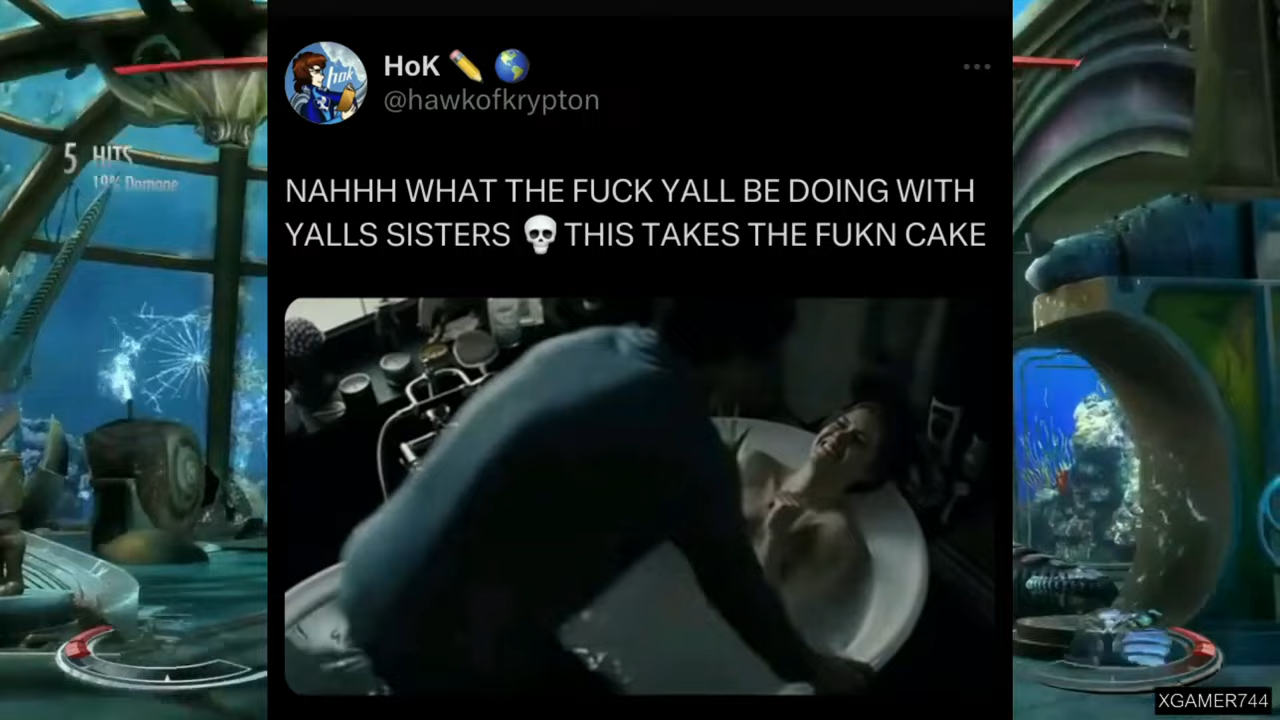 HoK ✏️ 🌎
@hawkofkrypton
5 HITS
19% Damage
NAHHH WHAT THE FUCK YALL BE DOING WITH
YALLS SISTERS 💀 THIS TAKES THE FUKN CAKE
XGAMER744